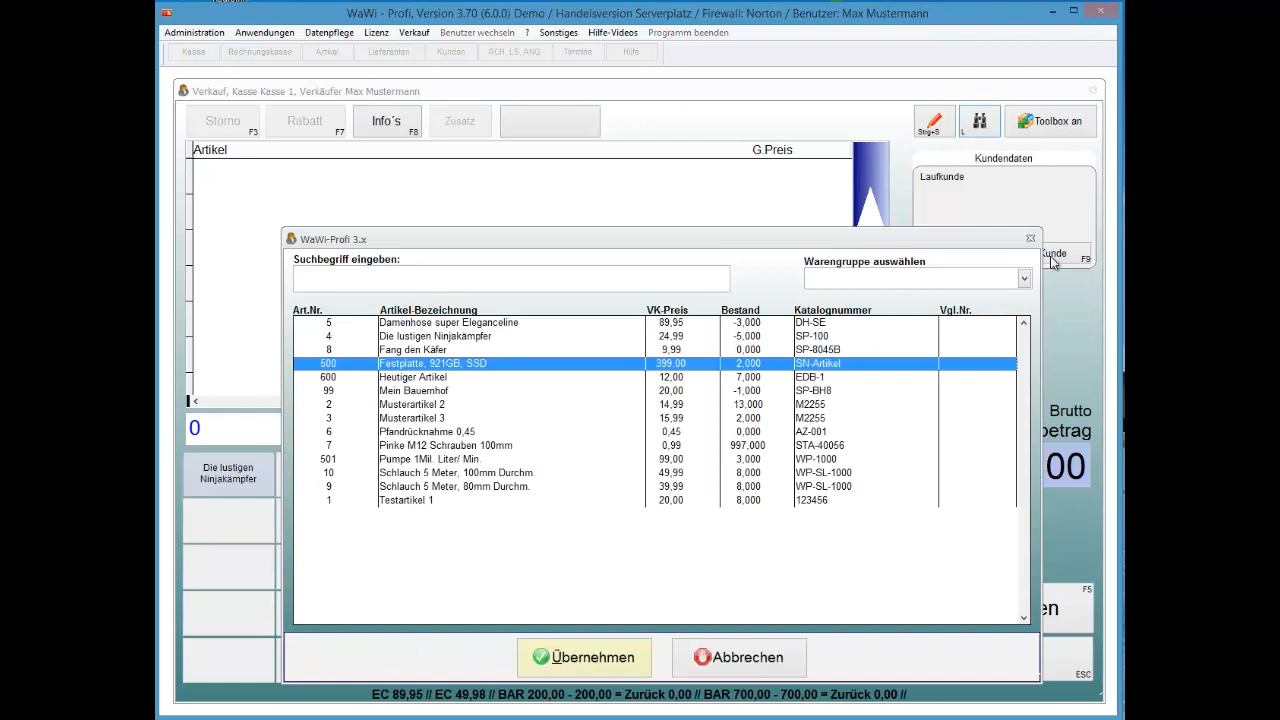 WaWi - Profi, Version 3.70 (6.0.0) Demo / Handelsversion Serverplatz / Firewall: Norton / Benutzer: Max Mustermann
Administration Anwendungen Datenpflege Lizenz Verkauf Benutzer wechseln ? Sonstiges Hilfe-Videos Programm beenden
Kasse Rechnungskasse Artikel Lieferanten Kunden RCH, LS, ANG Termine Hilfe
Verkauf, Kasse Kasse 1, Verkäufer Max Mustermann
Storno F3 Rabatt F7 Info´s F8 Zusatz Strg+S L Toolbox an
Artikel G.Preis
Kundendaten
Laufkunde
Kunde F9
WaWi-Profi 3.x
Suchbegriff eingeben: Warengruppe auswählen
Art.Nr. Artikel-Bezeichnung VK-Preis Bestand Katalognummer Vgl.Nr.
5 Damenhose super Eleganceline 89,95 -3,000 DH-SE
4 Die lustigen Ninjakämpfer 24,99 -5,000 SP-100
8 Fang den Käfer 9,99 0,000 SP-8045B
500 Festplatte, 921GB, SSD 399,00 2,000 SN-Artikel
600 Heutiger Artikel 12,00 7,000 EDB-1
99 Mein Bauernhof 20,00 -1,000 SP-BH8
2 Musterartikel 2 14,99 13,000 M2255
3 Musterartikel 3 15,99 2,000 M2255
6 Pfandrücknahme 0,45 0,45 0,000 AZ-001
7 Pinke M12 Schrauben 100mm 0,99 997,000 STA-40056
501 Pumpe 1Mil. Liter/ Min. 99,00 3,000 WP-1000
10 Schlauch 5 Meter, 100mm Durchm. 49,99 8,000 WP-SL-1000
9 Schlauch 5 Meter, 80mm Durchm. 39,99 8,000 WP-SL-1000
1 Testartikel 1 20,00 8,000 123456
0
Brutto
betrag
00
Die lustigen
Ninjakämpfer
F5
en
ESC
Übernehmen Abbrechen
EC 89,95 // EC 49,98 // BAR 200,00 - 200,00 = Zurück 0,00 // BAR 700,00 - 700,00 = Zurück 0,00 //